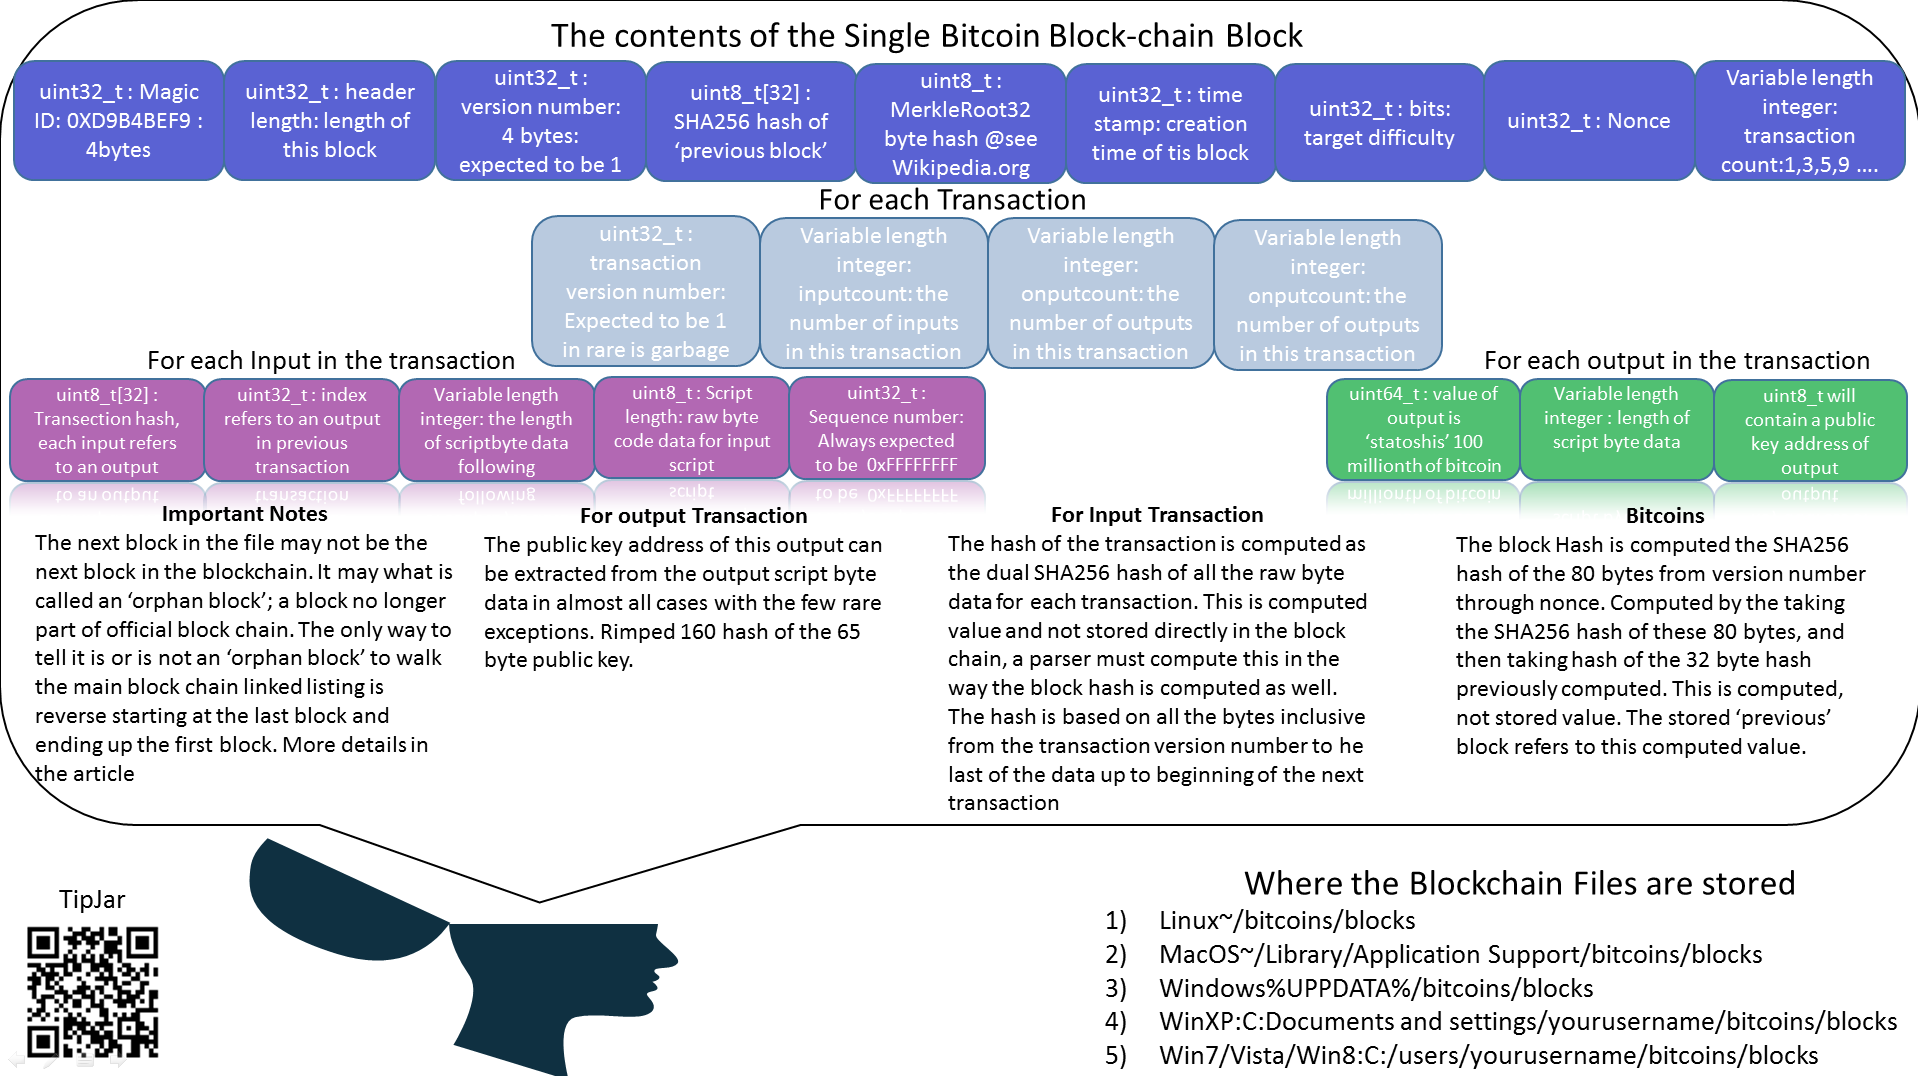 The contents of the Single Bitcoin Block-chain Block
uint32_t : Magic
ID: 0XD9B4BEF9 :
4bytes
uint32_t : header
length: length of
this block
uint32_t :
version number:
4 bytes:
expected to be 1
uint8_t[32] :
SHA256 hash of
‘previous block’
uint8_t :
MerkleRoot32
byte hash @see
Wikipedia.org
uint32_t : time
stamp: creation
time of tis block
uint32_t : bits:
target difficulty
uint32_t : Nonce
Variable length
integer:
transaction
count:1,3,5,9 ....
For each Transaction
uint32_t :
transaction
version number:
Expected to be 1
in rare is garbage
Variable length
integer:
inputcount: the
number of inputs
in this transaction
Variable length
integer:
onputcount: the
number of outputs
in this transaction
Variable length
integer:
onputcount: the
number of outputs
in this transaction
For each Input in the transaction
uint8_t[32] :
Transection hash,
each input refers
to an output
uint32_t : index
refers to an output
in previous
transaction
Variable length
integer: the length
of scriptbyte data
following
uint8_t : Script
length: raw byte
code data for input
script
uint32_t :
Sequence number:
Always expected
to be 0xFFFFFFFF
For each output in the transaction
uint64_t : value of
output is
‘statoshis’ 100
millionth of bitcoin
Variable length
integer : length of
script byte data
uint8_t will
contain a public
key address of
output
Important Notes
The next block in the file may not be the
next block in the blockchain. It may what is
called an ‘orphan block’; a block no longer
part of official block chain. The only way to
tell it is or is not an ‘orphan block’ to walk
the main block chain linked listing is
reverse starting at the last block and
ending up the first block. More details in
the article
For output Transaction
The public key address of this output can
be extracted from the output script byte
data in almost all cases with the few rare
exceptions. Rimped 160 hash of the 65
byte public key.
For Input Transaction
The hash of the transaction is computed as
the dual SHA256 hash of all the raw byte
data for each transaction. This is computed
value and not stored directly in the block
chain, a parser must compute this in the
way the block hash is computed as well.
The hash is based on all the bytes inclusive
from the transaction version number to he
last of the data up to beginning of the next
transaction
Bitcoins
The block Hash is computed the SHA256
hash of the 80 bytes from version number
through nonce. Computed by the taking
the SHA256 hash of these 80 bytes, and
then taking hash of the 32 byte hash
previously computed. This is computed,
not stored value. The stored ‘previous’
block refers to this computed value.
TipJar
Where the Blockchain Files are stored
1) Linux~/bitcoins/blocks
2) MacOS~/Library/Application Support/bitcoins/blocks
3) Windows%UPPDATA%/bitcoins/blocks
4) WinXP:C:Documents and settings/yourusername/bitcoins/blocks
5) Win7/Vista/Win8:C:/users/yourusername/bitcoins/blocks